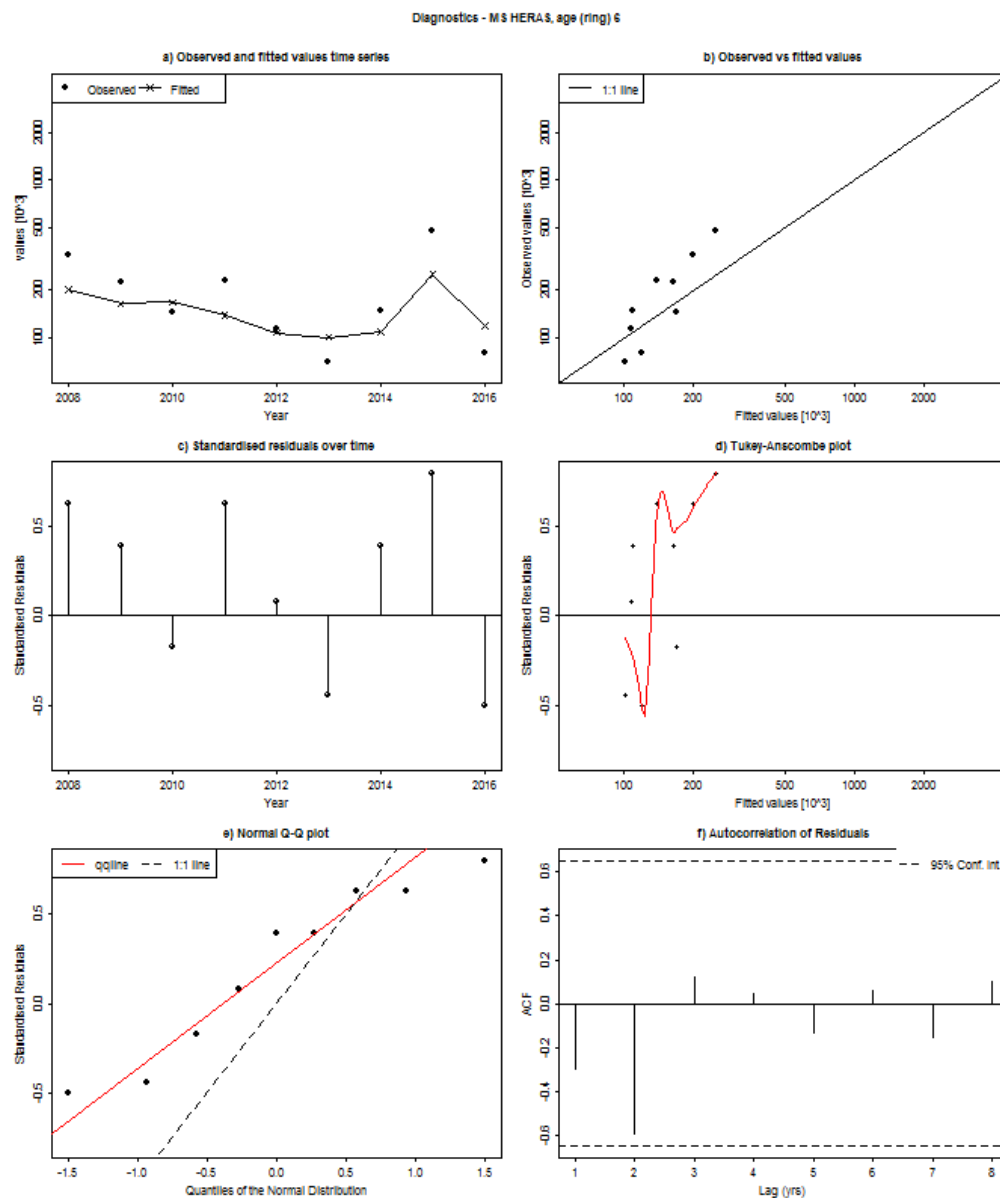 Diagnostics - MS HERAS, age (ring) 6
a) Observed and fitted values time series
Observed Fitted
values [10^3]
2000
1000
500
200
100
2008 2010 2012 2014 2016
Year
b) Observed vs fitted values
1:1 line
Observed values [10^3]
2000
1000
500
200
100
100 200 500 1000 2000
Fitted values [10^3]
c) Standardised residuals over time
Standardised Residuals
0.5
0.0
-0.5
2008 2010 2012 2014 2016
Year
d) Tukey-Anscombe plot
Standardised Residuals
0.5
0.0
-0.5
100 200 500 1000 2000
Fitted values [10^3]
e) Normal Q-Q plot
qqline 1:1 line
Standardised Residuals
0.5
0.0
-0.5
-1.5 -1.0 -0.5 0.0 0.5 1.0 1.5
Quantiles of the Normal Distribution
f) Autocorrelation of Residuals
95% Conf. Int
ACF
0.6
0.4
0.2
0.0
-0.2
-0.4
-0.6
1 2 3 4 5 6 7 8
Lag (yrs)